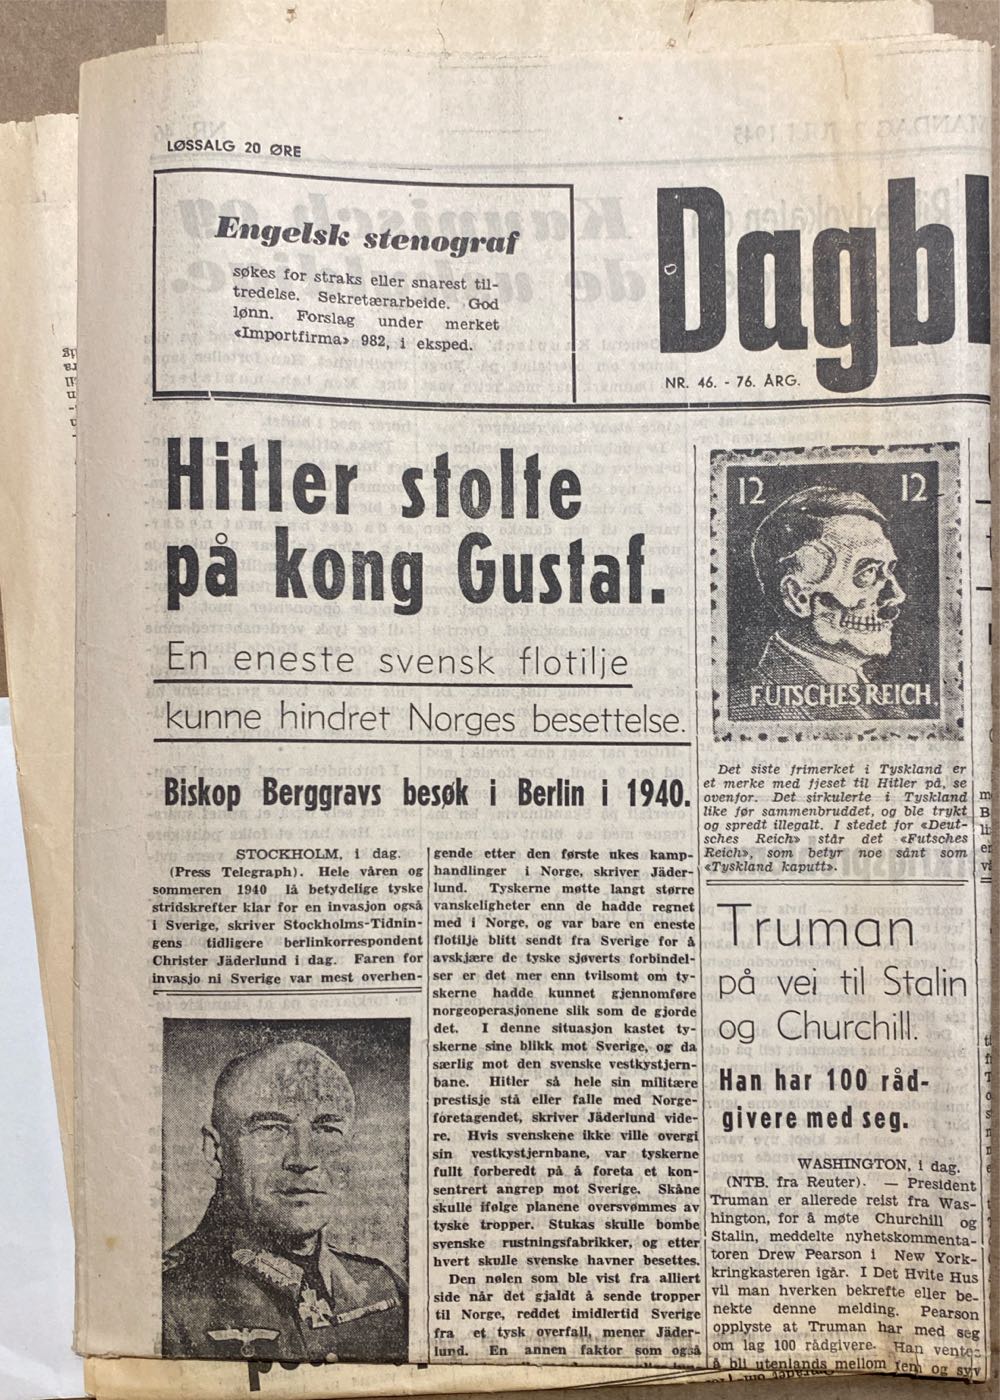 LØSSALG 20 ØRE
Engelsk stenograf
søkes for straks eller snarest til-
tredelse. Sekretærarbeide. God
lønn. Forslag under merket
«Importfirma» 982, i eksped.
Dagbl
NR. 46. - 76. ÅRG.
Hitler stolte
på kong Gustaf.
En eneste svensk flotilje
kunne hindret Norges besettelse.
Biskop Berggravs besøk i Berlin i 1940.
STOCKHOLM, i dag.
(Press Telegraph). Hele våren og
sommeren 1940 lå betydelige tyske
stridskrefter klar for en invasjon også
i Sverige, skriver Stockholms-Tidnin-
gens tidligere berlinkorrespondent
Christer Jäderlund i dag. Faren for
invasjo ni Sverige var mest overhen-
gende etter den første ukes kamp-
handlinger i Norge, skriver Jäder-
lund. Tyskerne møtte langt større
vanskeligheter enn de hadde regnet
med i Norge, og var bare en eneste
flotilje blitt sendt fra Sverige for å
avskjære de tyske sjøverts forbindel-
ser er det mer enn tvilsomt om ty-
skerne hadde kunnet gjennomføre
norgeoperasjonene slik som de gjorde
det. I denne situasjon kastet ty-
skerne sine blikk mot Sverige, og da
særlig mot den svenske vestkystjern-
bane. Hitler så hele sin militære
prestisje stå eller falle med Norge-
foretagendet, skriver Jäderlund vide-
re. Hvis svenskene ikke ville overgi
sin vestkystjernbane, var tyskerne
fullt forberedt på å foreta et kon-
sentrert angrep mot Sverige. Skåne
skulle ifølge planene oversvømmes av
tyske tropper. Stukas skulle bombe
svenske rustningsfabrikker, og etter
hvert skulle svenske havner besettes.
Den nølen som ble vist fra alliert
side når det gjaldt å sende tropper
til Norge, reddet imidlertid Sverige
fra et tysk overfall, mener Jäder-
lund. En annen faktor som også
12 12
FUTSCHES REICH
Det siste frimerket i Tyskland er
et merke med fjeset til Hitler på, se
ovenfor. Det sirkulerte i Tyskland
like før sammenbruddet, og ble trykt
og spredt illegalt. I stedet for «Deut-
sches Reich» står det «Futsches
Reich», som betyr noe sånt som
«Tyskland kaputt».
Truman
på vei til Stalin
og Churchill.
Han har 100 råd-
givere med seg.
WASHINGTON, i dag.
(NTB. fra Reuter). — President
Truman er allerede reist fra Was-
hington, for å møte Churchill og
Stalin, meddelte nyhetskommenta-
toren Drew Pearson i New York-
kringkasteren igår. I Det Hvite Hus
vil man hverken bekrefte eller be-
nekte denne melding. Pearson
opplyste at Truman har med seg
om lag 100 rådgivere. Han ventes
å bli utenlands mellom fem og syv